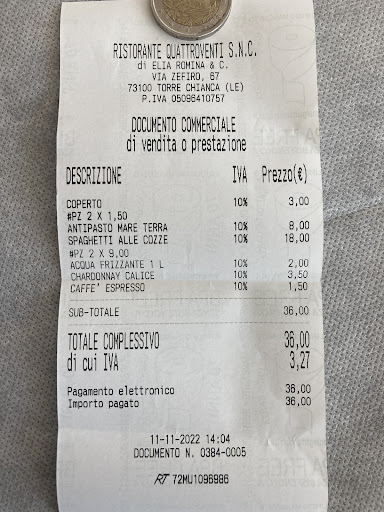 RISTORANTE QUATTROVENTI S.N.C.
di ELIA ROMINA & C.
VIA ZEFIRO, 67
73100 TORRE CHIANCA (LE)
P.IVA 05096410757
DOCUMENTO COMMERCIALE
di vendita o prestazione
DESCRIZIONE IVA Prezzo(€)
COPERTO 10% 3,00
#PZ 2 X 1,50
ANTIPASTO MARE TERRA 10% 8,00
SPAGHETTI ALLE COZZE 10% 18,00
#PZ 2 X 9,00
ACQUA FRIZZANTE 1 L 10% 2,00
CHARDONNAY CALICE 10% 3,50
CAFFE' ESPRESSO 10% 1,50
SUB-TOTALE 36,00
TOTALE COMPLESSIVO 36,00
di cui IVA 3,27
Pagamento elettronico 36,00
Importo pagato 36,00
11-11-2022 14:04
DOCUMENTO N. 0384-0005
RT 72MU1096986